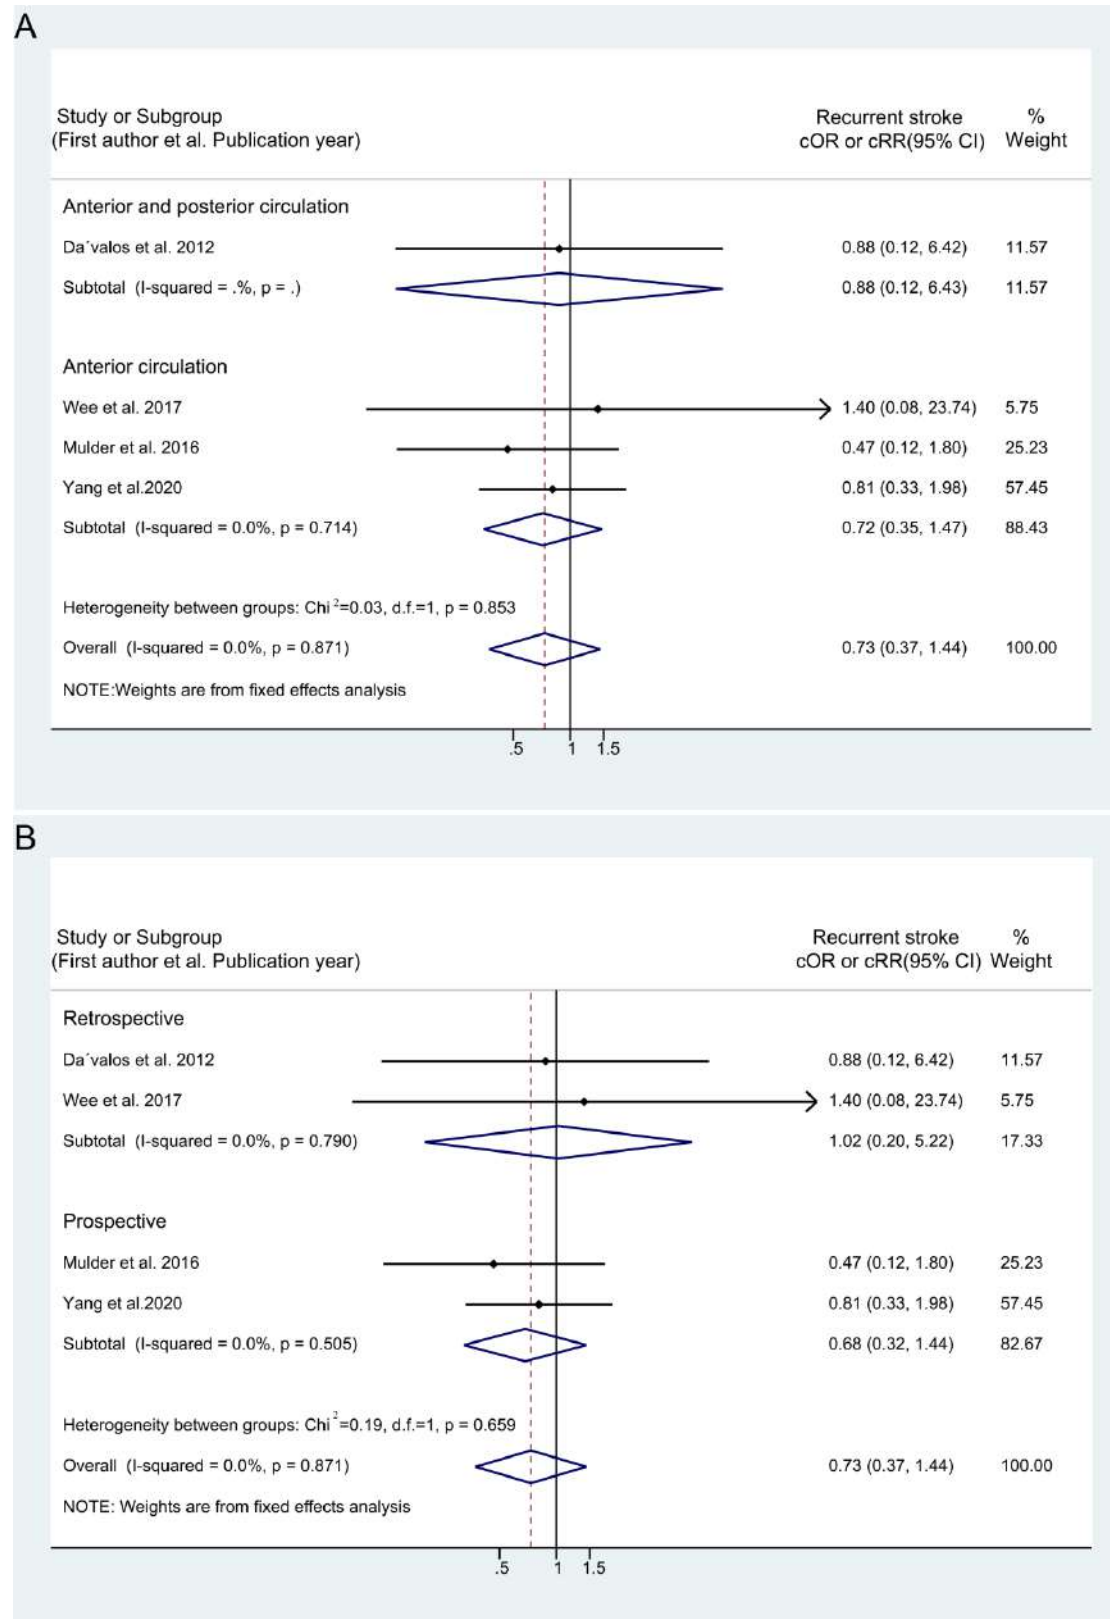 A
Study or Subgroup Recurrent stroke %
(First author et al. Publication year) cOR or cRR(95% CI) Weight
Anterior and posterior circulation
Da´valos et al. 2012 0.88 (0.12, 6.42) 11.57
Subtotal (I-squared = .%, p = .) 0.88 (0.12, 6.43) 11.57
Anterior circulation
Wee et al. 2017 1.40 (0.08, 23.74) 5.75
Mulder et al. 2016 0.47 (0.12, 1.80) 25.23
Yang et al.2020 0.81 (0.33, 1.98) 57.45
Subtotal (I-squared = 0.0%, p = 0.714) 0.72 (0.35, 1.47) 88.43
Heterogeneity between groups: Chi ²=0.03, d.f.=1, p = 0.853
Overall (I-squared = 0.0%, p = 0.871) 0.73 (0.37, 1.44) 100.00
NOTE:Weights are from fixed effects analysis
.5 1 1.5
B
Study or Subgroup Recurrent stroke %
(First author et al. Publication year) cOR or cRR(95% CI) Weight
Retrospective
Da´valos et al. 2012 0.88 (0.12, 6.42) 11.57
Wee et al. 2017 1.40 (0.08, 23.74) 5.75
Subtotal (I-squared = 0.0%, p = 0.790) 1.02 (0.20, 5.22) 17.33
Prospective
Mulder et al. 2016 0.47 (0.12, 1.80) 25.23
Yang et al.2020 0.81 (0.33, 1.98) 57.45
Subtotal (I-squared = 0.0%, p = 0.505) 0.68 (0.32, 1.44) 82.67
Heterogeneity between groups: Chi ²=0.19, d.f.=1, p = 0.659
Overall (I-squared = 0.0%, p = 0.871) 0.73 (0.37, 1.44) 100.00
NOTE: Weights are from fixed effects analysis
.5 1 1.5